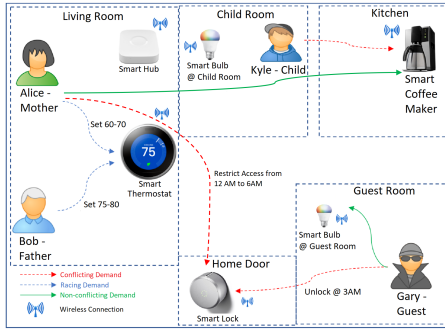 Living Room
Child Room
Kitchen
Smart Hub
Smart Bulb
@ Child Room
Kyle - Child
Smart
Coffee
Maker
Alice -
Mother
Set 60-70
75
Smart
Thermostat
Restrict Access from
12 AM to 6AM
Set 75-80
Bob -
Father
Guest Room
Smart Bulb
@ Guest Room
Home Door
Smart Lock
Unlock @ 3AM
Gary -
Guest
Conflicting Demand
Racing Demand
Non-conflicting Demand
Wireless Connection